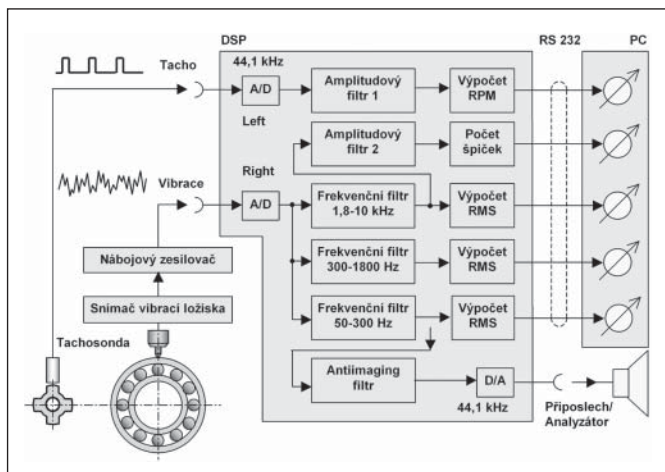 DSP
RS 232
PC
44,1 kHz
Tacho
A/D
Amplitudový
filtr 1
Výpočet
RPM
Left
Amplitudový
filtr 2
Počet
špiček
Right
Vibrace
A/D
Frekvenční filtr
1,8-10 kHz
Výpočet
RMS
Nábojový zesilovač
Frekvenční filtr
300-1800 Hz
Výpočet
RMS
Snímač vibrací ložiska
Frekvenční filtr
50-300 Hz
Výpočet
RMS
Tachosonda
Antiimaging
filtr
D/A
44,1 kHz
Příposlech/
Analyzátor